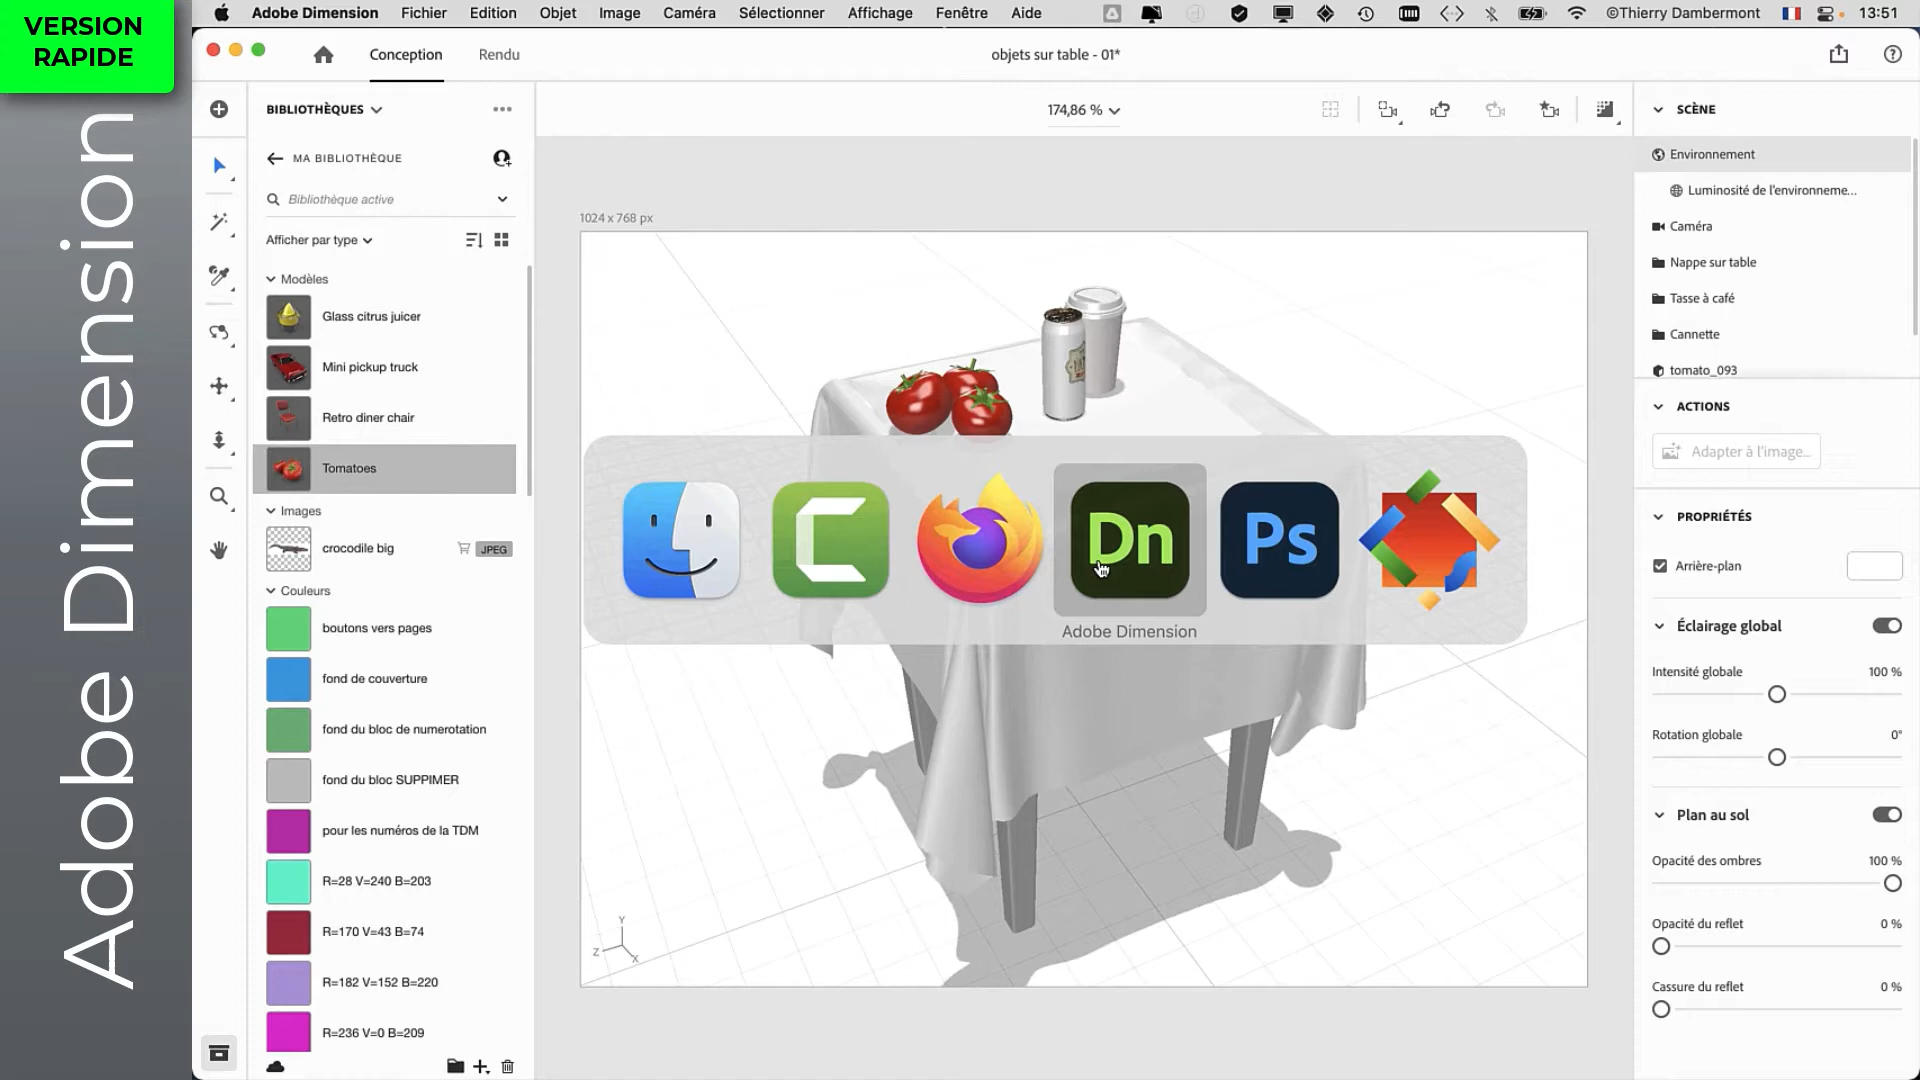 VERSION
RAPIDE
Adobe Dimension
Adobe Dimension Fichier Edition Objet Image Caméra Sélectionner Affichage Fenêtre Aide ©Thierry Dambermont 13:51
Conception Rendu objets sur table - 01*
BIBLIOTHÈQUES
MA BIBLIOTHÈQUE
Bibliothèque active
Afficher par type
Modèles
Glass citrus juicer
Mini pickup truck
Retro diner chair
Tomatoes
Images
crocodile big JPEG
Couleurs
boutons vers pages
fond de couverture
fond du bloc de numerotation
fond du bloc SUPPIMER
pour les numéros de la TDM
R=28 V=240 B=203
R=170 V=43 B=74
R=182 V=152 B=220
R=236 V=0 B=209
174,86 %
1024 x 768 px
Dn
Ps
Adobe Dimension
Y
Z
X
SCÈNE
Environnement
Luminosité de l'environneme...
Caméra
Nappe sur table
Tasse à café
Cannette
tomato_093
ACTIONS
Adapter à l'image...
PROPRIÉTÉS
Arrière-plan
Éclairage global
Intensité globale 100 %
Rotation globale 0°
Plan au sol
Opacité des ombres 100 %
Opacité du reflet 0 %
Cassure du reflet 0 %